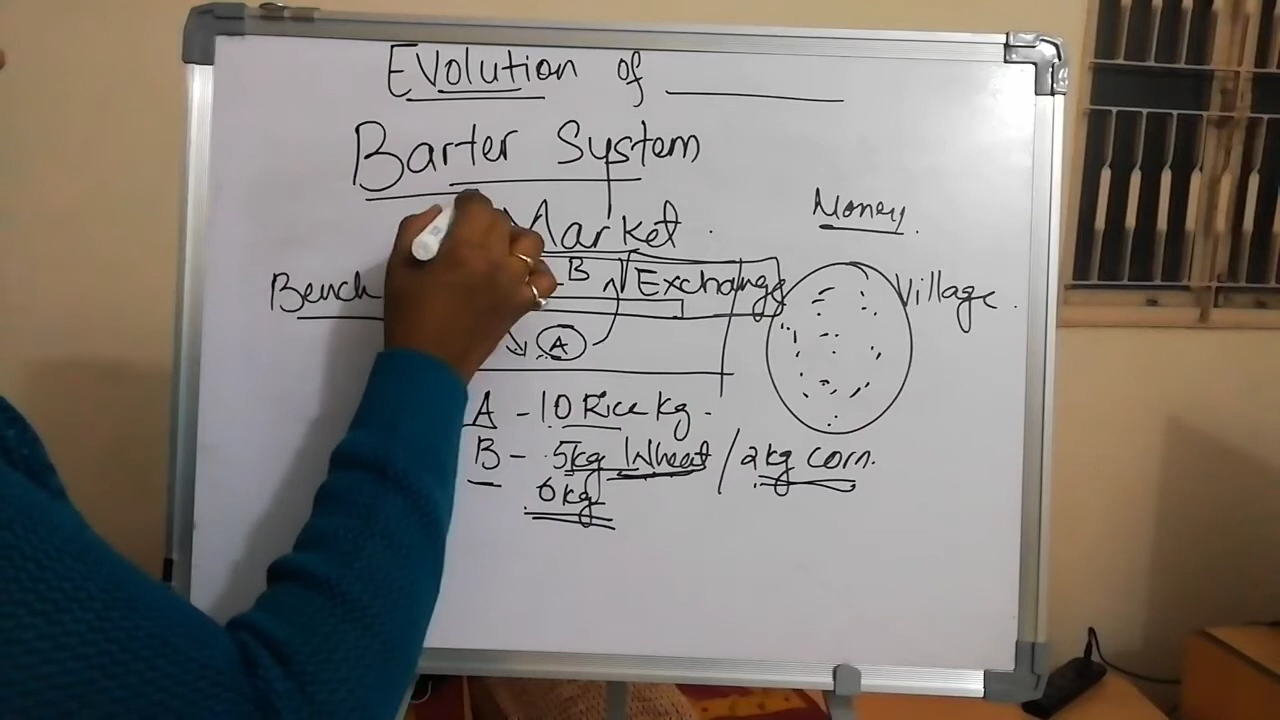 Evolution of
Barter System
Market.
Money.
Bench
B Exchange
Village.
A
A - 10 Rice kg.
B - 5kg Wheat / 2kg corn.
6kg